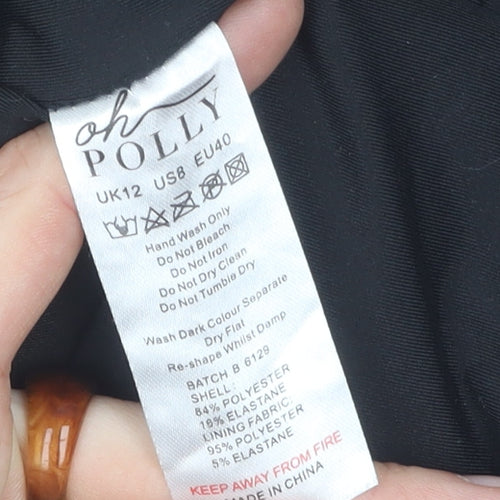 oh
POLLY
UK12 US8 EU40
Hand Wash Only
Do Not Bleach
Do Not Iron
Do Not Dry Clean
Do Not Tumble Dry
Wash Dark Colour Separate
Dry Flat
Re-shape Whilst Damp
BATCH B 6129
SHELL:
84% POLYESTER
16% ELASTANE
LINING FABRIC:
95% POLYESTER
5% ELASTANE
KEEP AWAY FROM FIRE
MADE IN CHINA